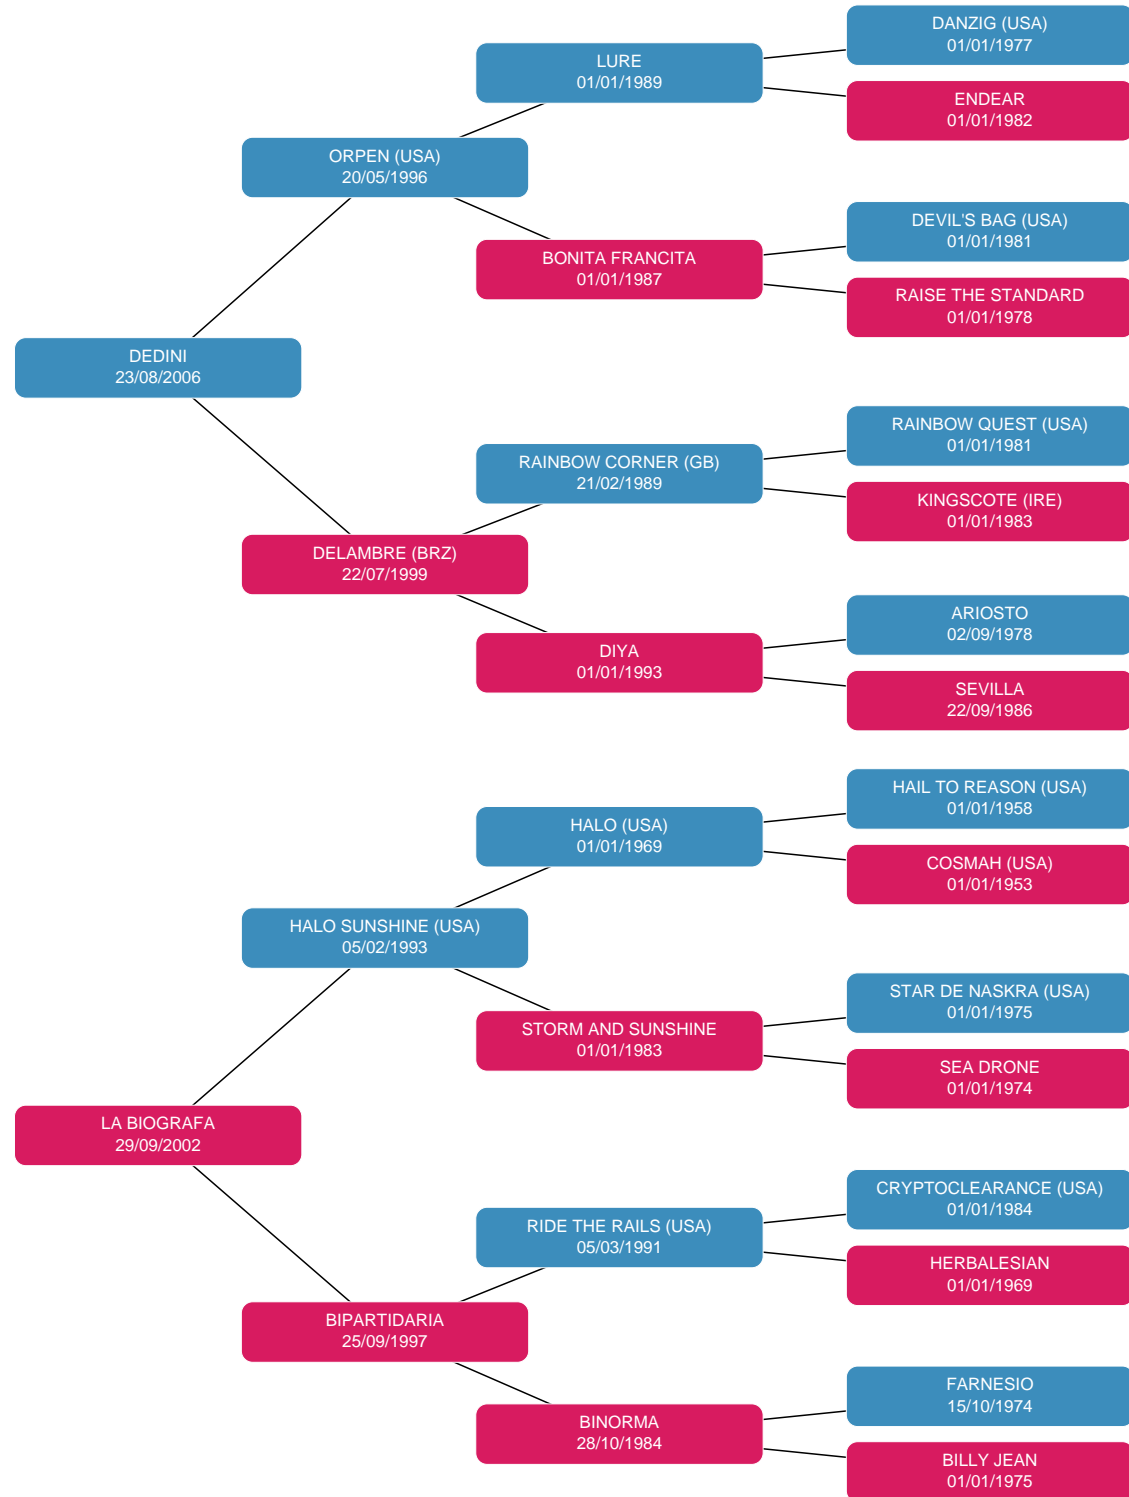 DANZIG (USA)
01/01/1977
LURE
01/01/1989
ENDEAR
01/01/1982
ORPEN (USA)
20/05/1996
DEVIL'S BAG (USA)
01/01/1981
BONITA FRANCITA
01/01/1987
RAISE THE STANDARD
01/01/1978
DEDINI
23/08/2006
RAINBOW QUEST (USA)
01/01/1981
RAINBOW CORNER (GB)
21/02/1989
KINGSCOTE (IRE)
01/01/1983
DELAMBRE (BRZ)
22/07/1999
ARIOSTO
02/09/1978
DIYA
01/01/1993
SEVILLA
22/09/1986
HAIL TO REASON (USA)
01/01/1958
HALO (USA)
01/01/1969
COSMAH (USA)
01/01/1953
HALO SUNSHINE (USA)
05/02/1993
STAR DE NASKRA (USA)
01/01/1975
STORM AND SUNSHINE
01/01/1983
SEA DRONE
01/01/1974
LA BIOGRAFA
29/09/2002
CRYPTOCLEARANCE (USA)
01/01/1984
RIDE THE RAILS (USA)
05/03/1991
HERBALESIAN
01/01/1969
BIPARTIDARIA
25/09/1997
FARNESIO
15/10/1974
BINORMA
28/10/1984
BILLY JEAN
01/01/1975